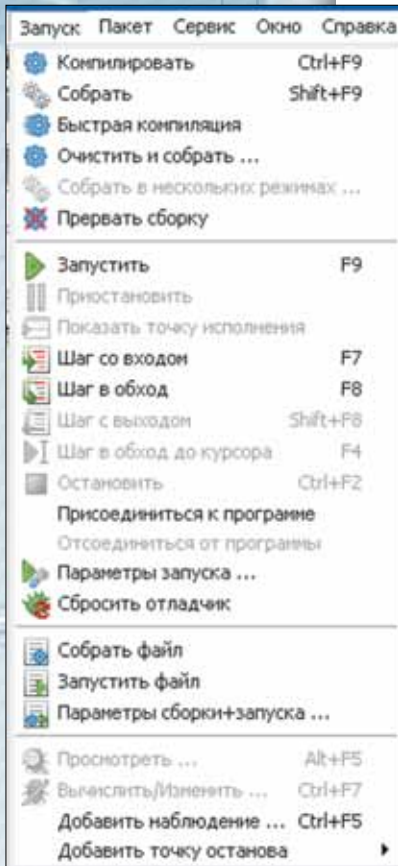 Запуск Пакет Сервис Окно Справка
Компилировать Ctrl+F9
Собрать Shift+F9
Быстрая компиляция
Очистить и собрать ...
Собрать в нескольких режимах ...
Прервать сборку
Запустить F9
Приостановить
Показать точку исполнения
Шаг со входом F7
Шаг в обход F8
Шаг с выходом Shift+F8
Шаг в обход до курсора F4
Остановить Ctrl+F2
Присоединиться к программе
Отсоединиться от программы
Параметры запуска ...
Сбросить отладчик
Собрать файл
Запустить файл
Параметры сборки+запуска ...
Просмотреть ... Alt+F5
Вычислить/Изменить ... Ctrl+F7
Добавить наблюдение ... Ctrl+F5
Добавить точку останова